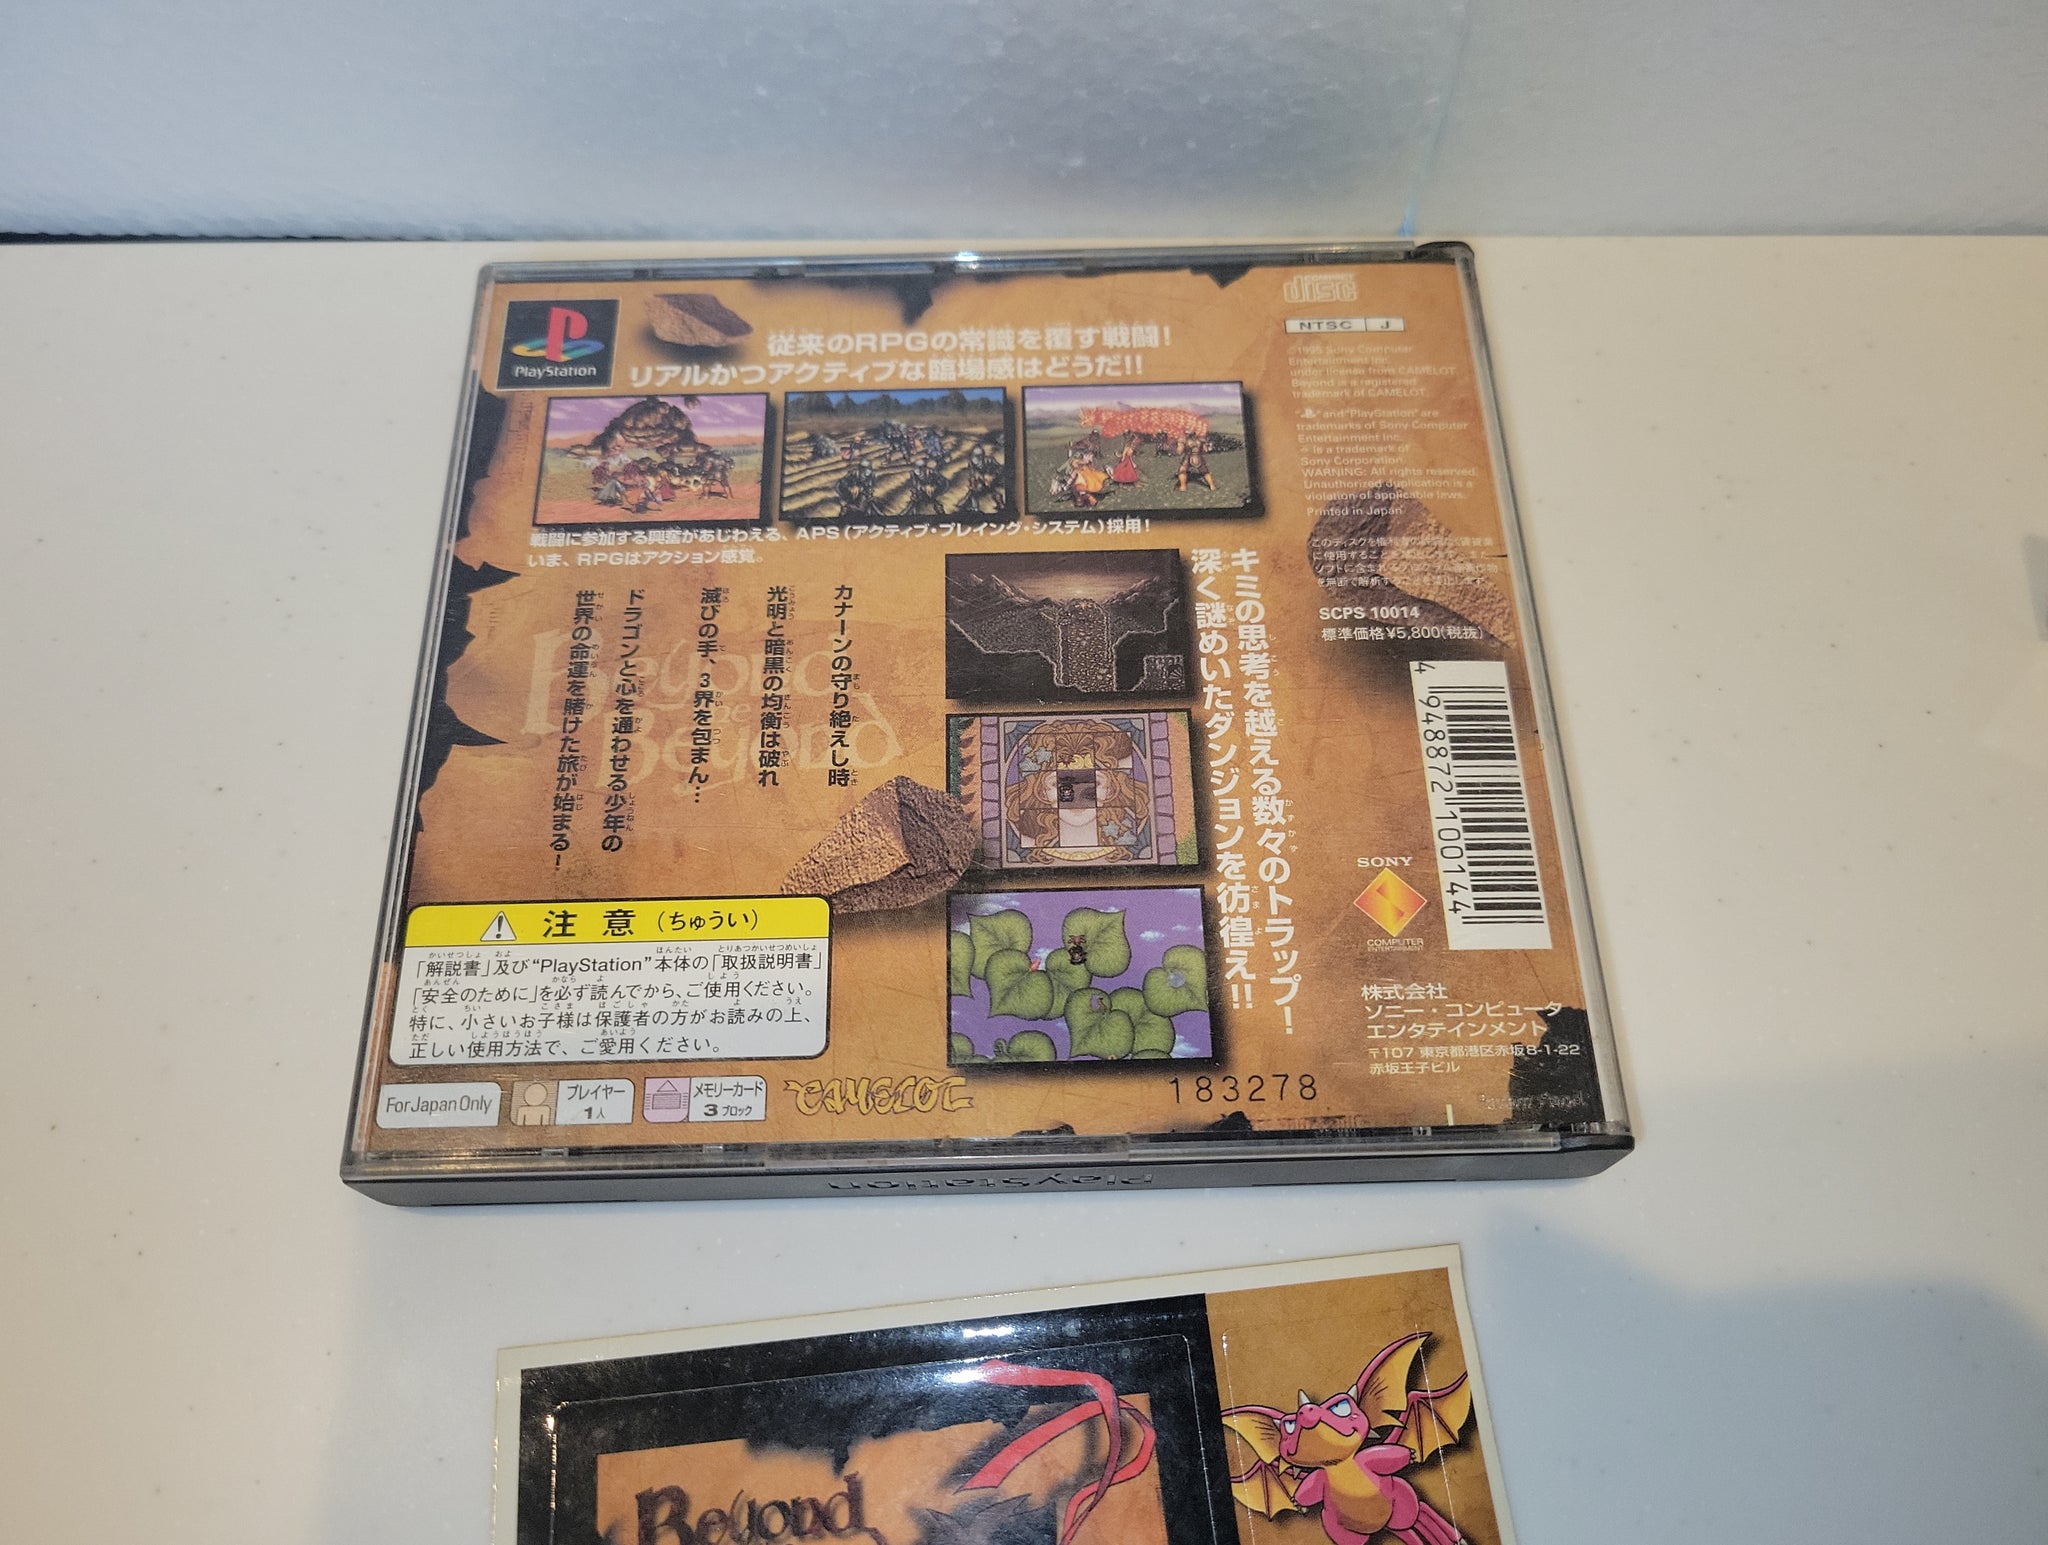 PlayStation
従来のRPGの常識を覆す戦闘!
リアルかつアクティブな臨場感はどうだ!!
戦闘に参加する興奮があじわえる、APS(アクティブ・プレイング・システム)採用!
いま、RPGはアクション感覚。
カナーンの守り絶えし時
光明と暗黒の均衡は破れ
滅びの手、3界を包まん…
ドラゴンと心を通わせる少年の
世界の命運を賭けた旅が始まる!
Beyond
the
Beyond
キミの思考を越える数々のトラップ!
深く謎めいたダンジョンを彷徨え!!
注意(ちゅうい)
「解説書」及び“PlayStation”本体の「取扱説明書」
「安全のために」を必ず読んでから、ご使用ください。
特に、小さいお子様は保護者の方がお読みの上、
正しい使用方法で、ご愛用ください。
For Japan Only
プレイヤー
1人
メモリーカード
3ブロック
CAMELOT
183278
COMPACT
disc
NTSC J
©1995 Sony Computer
Entertainment Inc.
under license from CAMELOT.
Beyond is a registered
trademark of CAMELOT.
" " and "PlayStation" are
trademarks of Sony Computer
Entertainment Inc.
is a trademark of
Sony Corporation.
WARNING: All rights reserved.
Unauthorized duplication is a
violation of applicable laws.
Printed in Japan
SCPS 10014
標準価格¥5,800(税抜)
4 948872 100144
SONY
COMPUTER
ENTERTAINMENT
株式会社
ソニー・コンピュータ
エンタテインメント
〒107 東京都港区赤坂8-1-22
赤坂王子ビル
PlayStation
Beyond